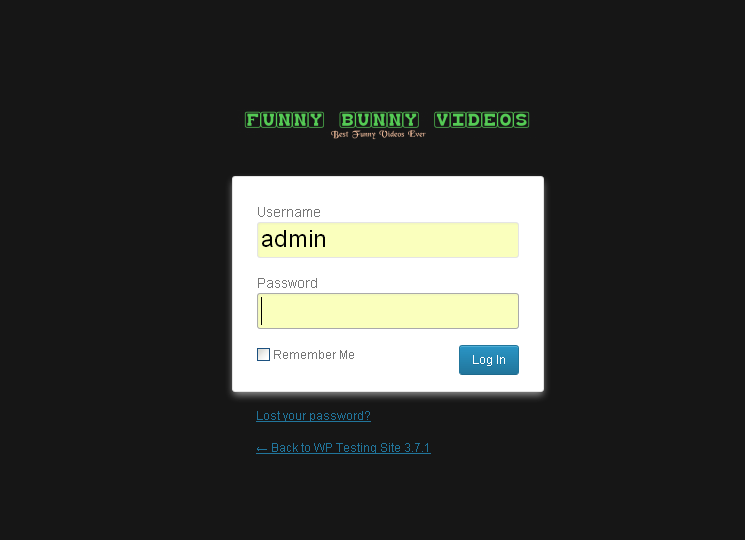 FUNNY BUNNY VIDEOS
Best Funny Videos Ever
Username
admin
Password
Remember Me
Log In
Lost your password?
← Back to WP Testing Site 3.7.1